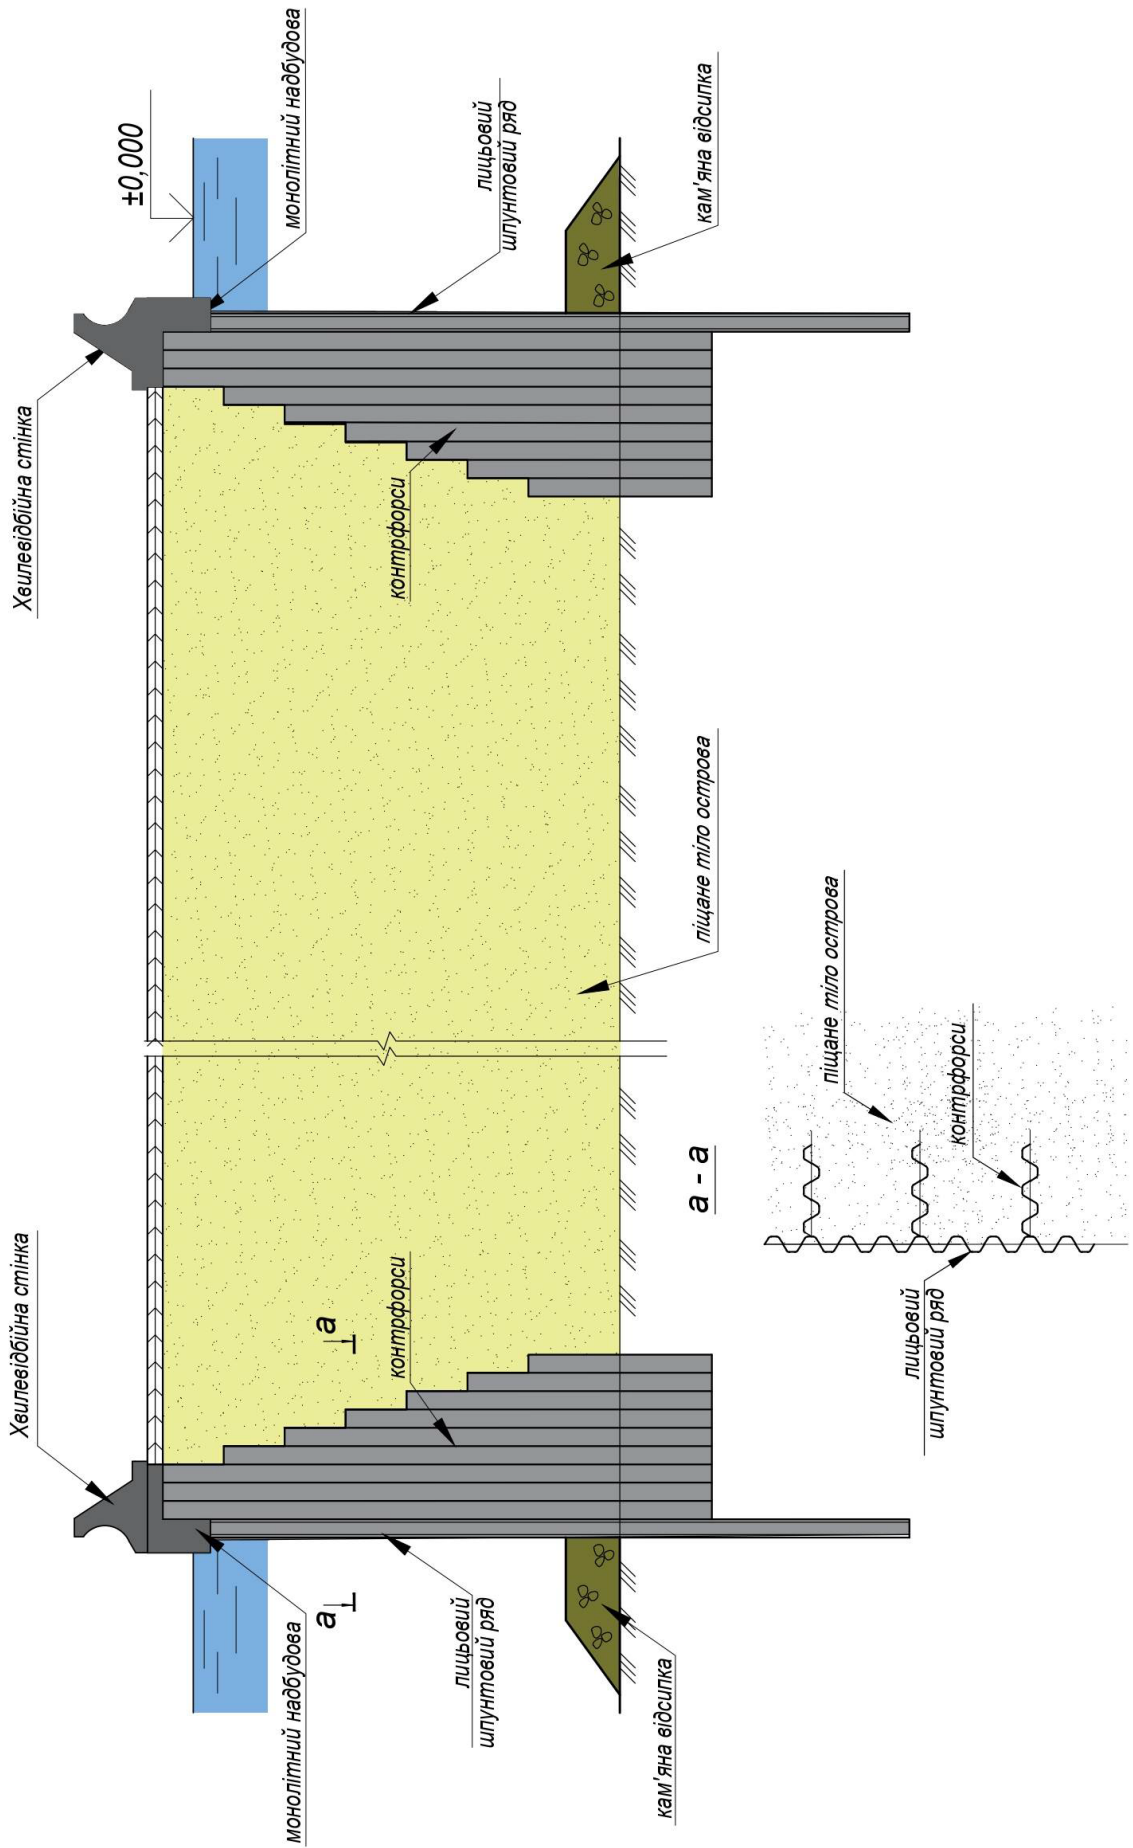 Хвилевідбійна стінка
Хвилевідбійна стінка
±0,000
монолітний надбудова
монолітний надбудова
а
а
контрфорси
контрфорси
лицьовий
шпунтовий ряд
лицьовий
шпунтовий ряд
кам'яна відсипка
піщане тіло острова
кам'яна відсипка
а - а
піщане тіло острова
лицьовий
шпунтовий ряд
контрфорси